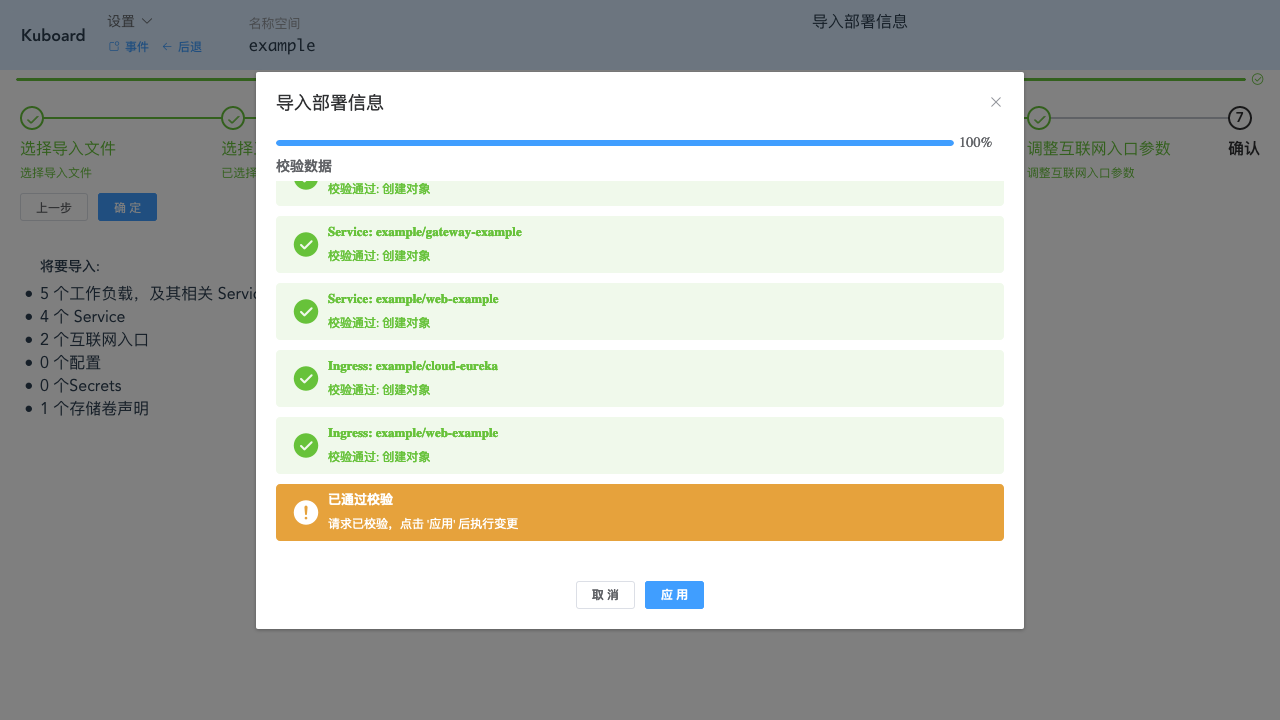 Kuboard
设置
事件
后退
名称空间
example
导入部署信息
选择导入文件
选择导入文件
选择
已选择
调整互联网入口参数
调整互联网入口参数
7
确认
上一步
确 定
将要导入:
5 个工作负载，及其相关
4 个 Service
2 个互联网入口
0 个配置
0 个Secrets
1 个存储卷声明
导入部署信息
100%
校验数据
校验通过: 创建对象
Service: example/gateway-example
校验通过: 创建对象
Service: example/web-example
校验通过: 创建对象
Ingress: example/cloud-eureka
校验通过: 创建对象
Ingress: example/web-example
校验通过: 创建对象
已通过校验
请求已校验，点击 '应用' 后执行变更
取 消
应 用